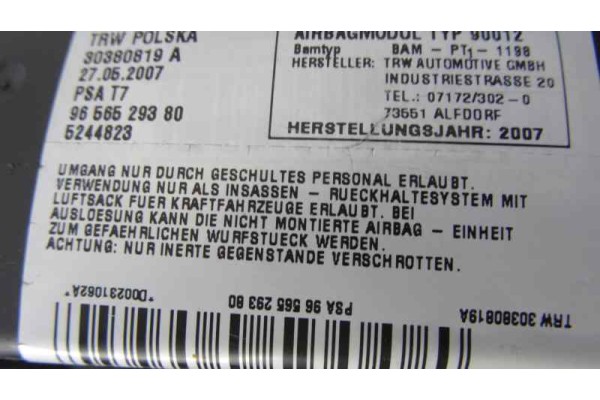 TRW POLSKA
30380819 A
27.05.2007
PSA T7
96 565 293 80
5244823
AIRBAGMODUL TYP 90012
Bamtyp BAM - PT1 - 1198
HERSTELLER: TRW AUTOMOTIVE GMBH
INDUSTRIESTRASSE 20
TEL.: 07172/302-0
73551 ALFDORF
HERSTELLUNGSJAHR: 2007
UMGANG NUR DURCH GESCHULTES PERSONAL ERLAUBT.
VERWENDUNG NUR ALS INSASSEN - RUECKHALTESYSTEM MIT
LUFTSACK FUER KRAFTFAHRZEUGE ERLAUBT. BEI
AUSLOESUNG KANN DIE NICHT MONTIERTE AIRBAG - EINHEIT
ZUM GEFAEHRLICHEN WURFSTUECK WERDEN.
ACHTUNG: NUR INERTE GEGENSTANDE VERSCHROTTEN.
TRW 30380819A
PSA 96 565 293 80
*D00231062A*